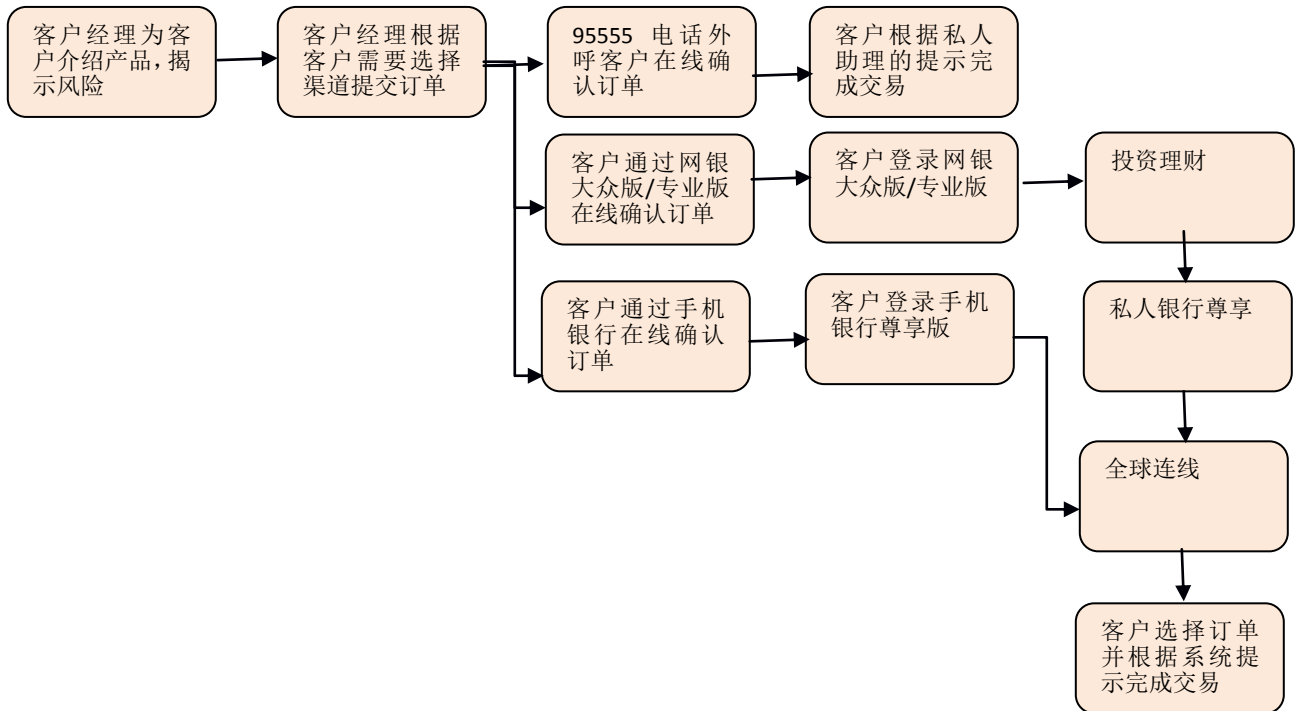 客户经理为客
户介绍产品，揭
示风险
客户经理根据
客户需要选择
渠道提交订单
95555 电话外
呼客户在线确
认订单
客户根据私人
助理的提示完
成交易
客户通过网银
大众版/专业版
在线确认订单
客户登录网银
大众版/专业版
投资理财
客户通过手机
银行在线确认
订单
客户登录手机
银行尊享版
私人银行尊享
全球连线
客户选择订单
并根据系统提
示完成交易